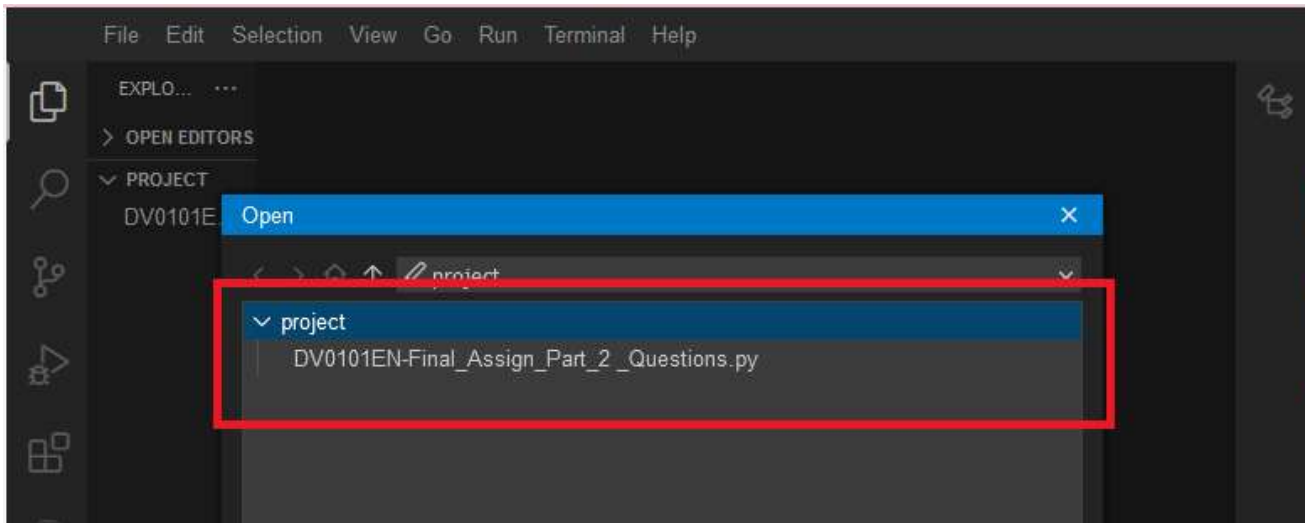 File Edit Selection View Go Run Terminal Help
EXPLO... ...
OPEN EDITORS
PROJECT
DV0101E
Open
project
project
DV0101EN-Final_Assign_Part_2 _Questions.py